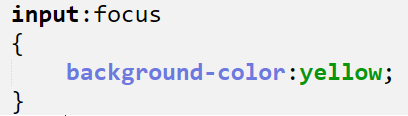 input:focus
{
    background-color:yellow;
}